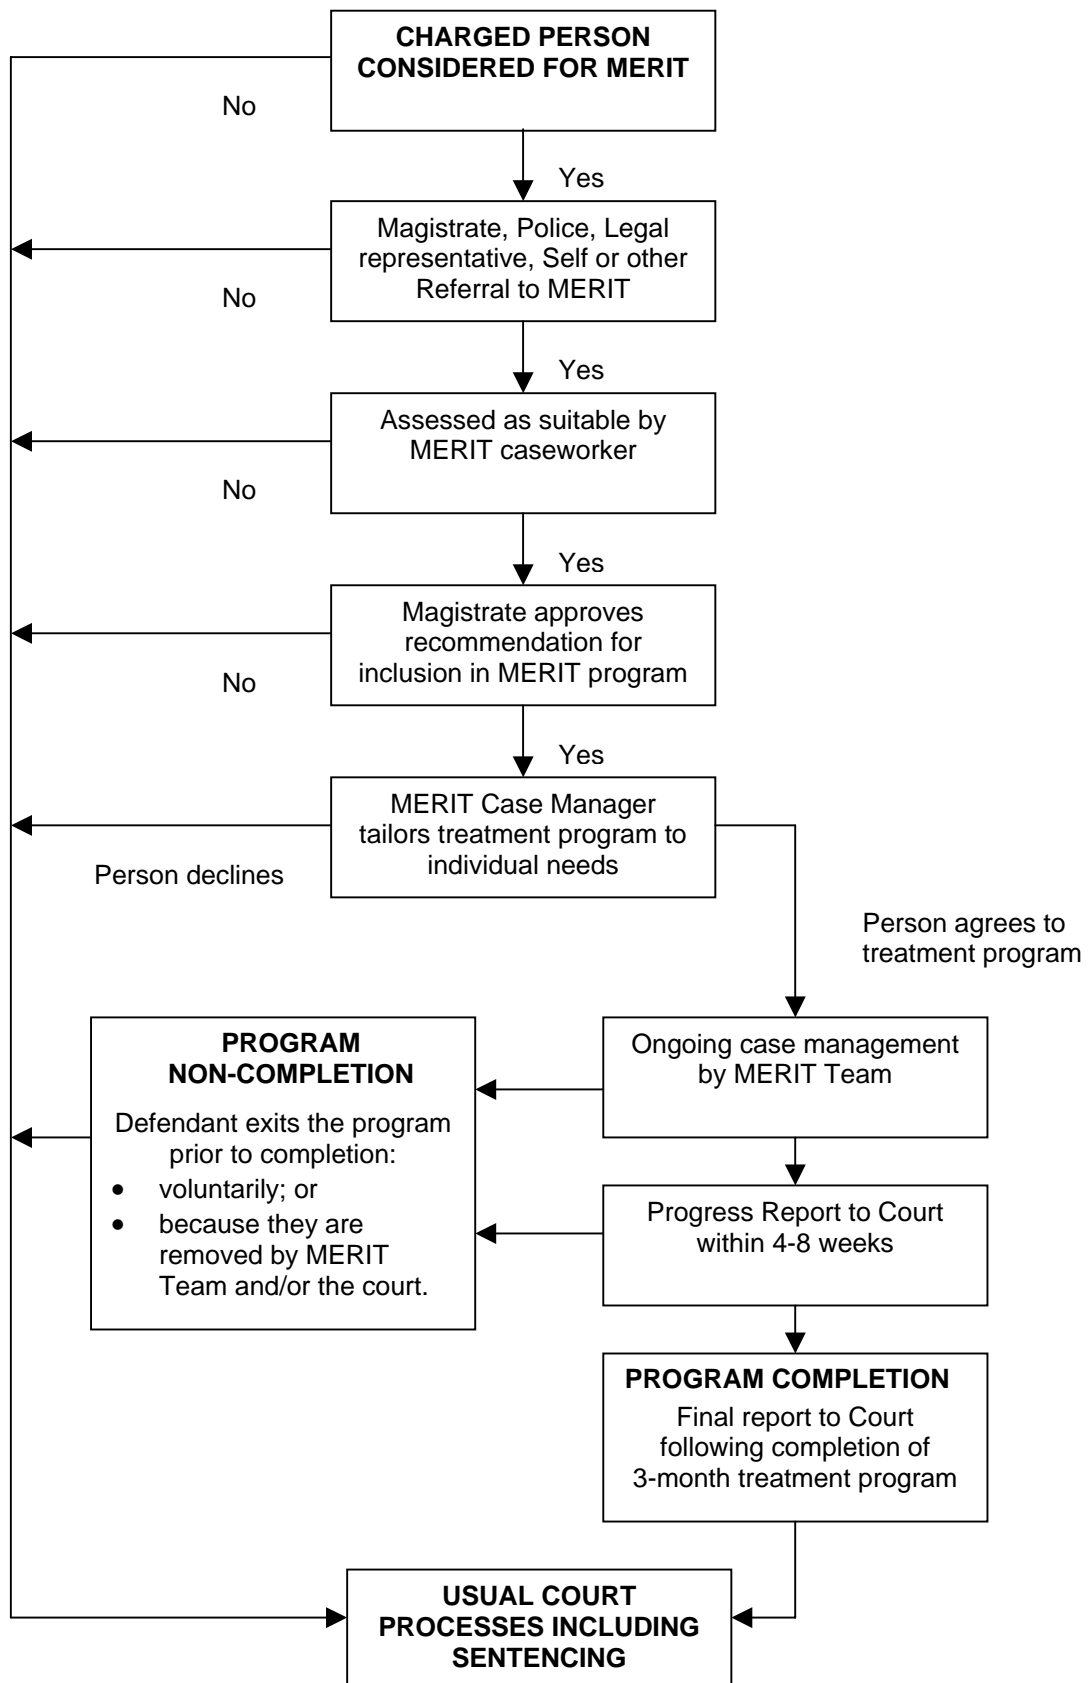 CHARGED PERSON
CONSIDERED FOR MERIT
No
Yes
Magistrate, Police, Legal
representative, Self or other
Referral to MERIT
No
Yes
Assessed as suitable by
MERIT caseworker
No
Yes
Magistrate approves
recommendation for
inclusion in MERIT program
No
Yes
MERIT Case Manager
tailors treatment program to
individual needs
Person declines
Person agrees to
treatment program
PROGRAM
NON-COMPLETION
Defendant exits the program
prior to completion:
• voluntarily; or
• because they are
removed by MERIT
Team and/or the court.
Ongoing case management
by MERIT Team
Progress Report to Court
within 4-8 weeks
PROGRAM COMPLETION
Final report to Court
following completion of
3-month treatment program
USUAL COURT
PROCESSES INCLUDING
SENTENCING